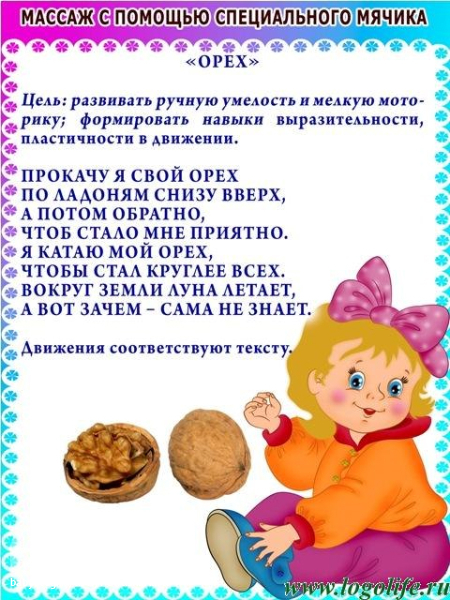 МАССАЖ С ПОМОЩЬЮ СПЕЦИАЛЬНОГО МЯЧИКА
«ОРЕХ»
Цель: развивать ручную умелость и мелкую мото-
рику; формировать навыки выразительности,
пластичности в движении.
ПРОКАЧУ Я СВОЙ ОРЕХ
ПО ЛАДОНЯМ СНИЗУ ВВЕРХ,
А ПОТОМ ОБРАТНО,
ЧТОБ СТАЛО МНЕ ПРИЯТНО.
Я КАТАЮ МОЙ ОРЕХ,
ЧТОБЫ СТАЛ КРУГЛЕЕ ВСЕХ.
ВОКРУГ ЗЕМЛИ ЛУНА ЛЕТАЕТ,
А ВОТ ЗАЧЕМ – САМА НЕ ЗНАЕТ.
Движения соответствуют тексту.
www.logolife.ru